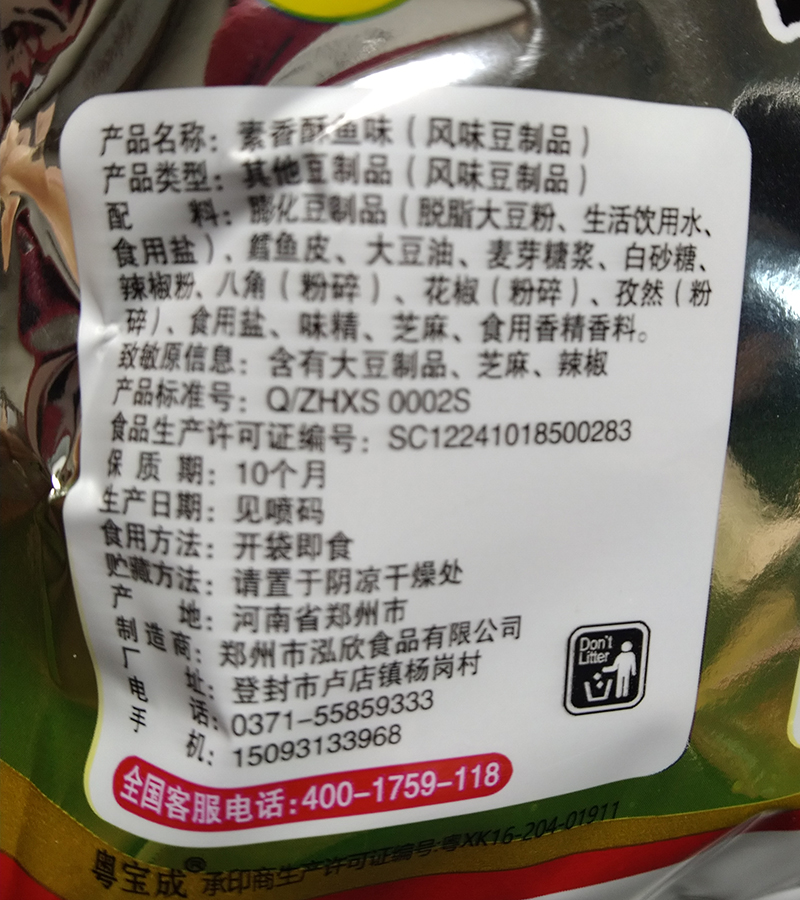 产品名称：素香酥鱼味（风味豆制品）
产品类型：其他豆制品（风味豆制品）
配 料：膨化豆制品（脱脂大豆粉、生活饮用水、
食用盐）、鳕鱼皮、大豆油、麦芽糖浆、白砂糖、
辣椒粉、八角（粉碎）、花椒（粉碎）、孜然（粉
碎）、食用盐、味精、芝麻、食用香精香料。
致敏原信息：含有大豆制品、芝麻、辣椒
产品标准号：Q/ZHXS 0002S
食品生产许可证编号：SC12241018500283
保质期：10个月
生产日期：见喷码
食用方法：开袋即食
贮藏方法：请置于阴凉干燥处
产 地：河南省郑州市
制造商：郑州市泓欣食品有限公司
厂 址：登封市卢店镇杨岗村
电 话：0371-55859333
手 机：15093133968
Don't
Litter
全国客服电话：400-1759-118
粤宝成® 承印商生产许可证编号:粤XK16-204-01911